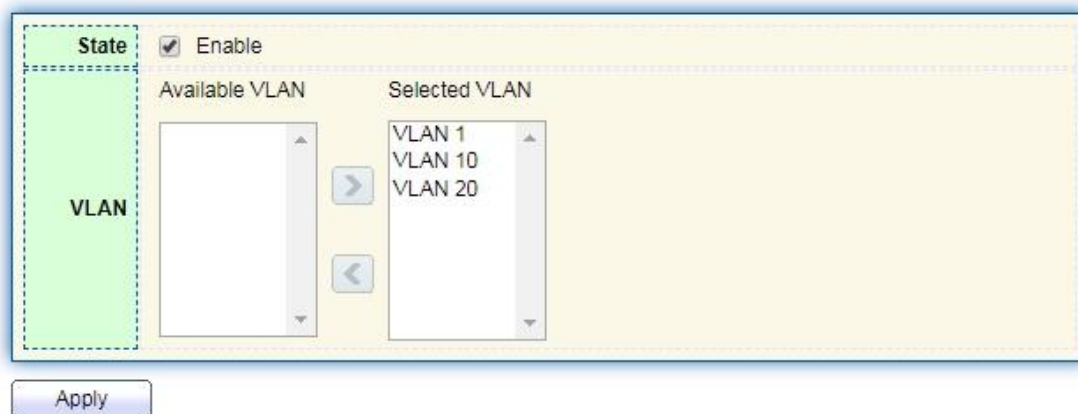 State Enable
Available VLAN Selected VLAN
VLAN 1
VLAN 10
VLAN 20
VLAN
Apply